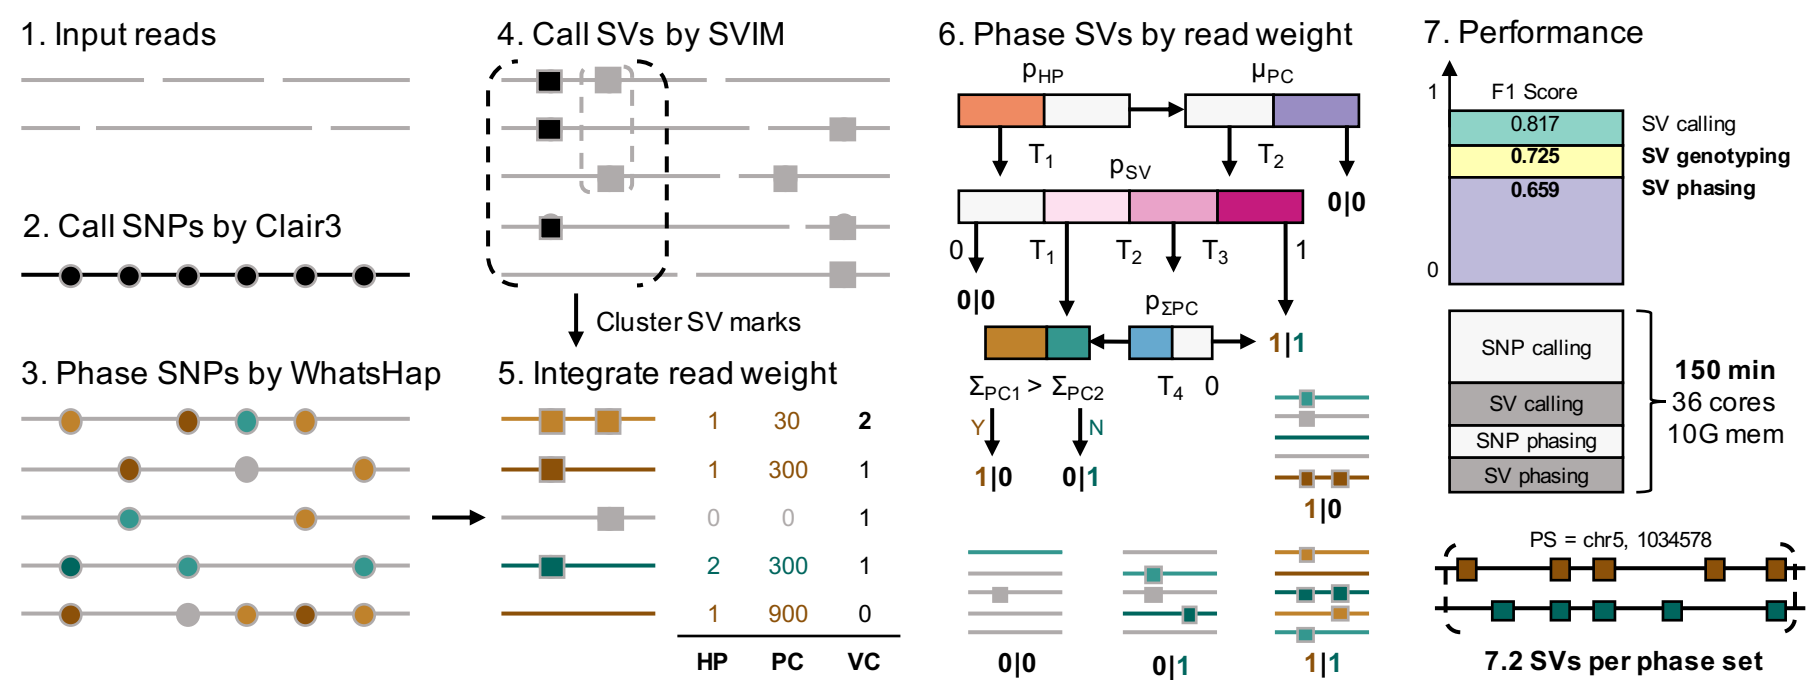 1. Input reads
2. Call SNPs by Clair3
3. Phase SNPs by WhatsHap
4. Call SVs by SVIM
Cluster SV marks
5. Integrate read weight
1 30 2
1 300 1
0 0 1
2 300 1
1 900 0
HP PC VC
6. Phase SVs by read weight
pHP μPC
T1 T2
pSV 0|0
0 T1 T2 T3 1
0|0 pΣPC
1|1
ΣPC1 > ΣPC2 T4 0
Y N
1|0 0|1
1|0
0|0 0|1 1|1
7. Performance
1 F1 Score
0.817 SV calling
0.725 SV genotyping
0.659 SV phasing
0
SNP calling
SV calling
SNP phasing
SV phasing
150 min
36 cores
10G mem
PS = chr5, 1034578
7.2 SVs per phase set